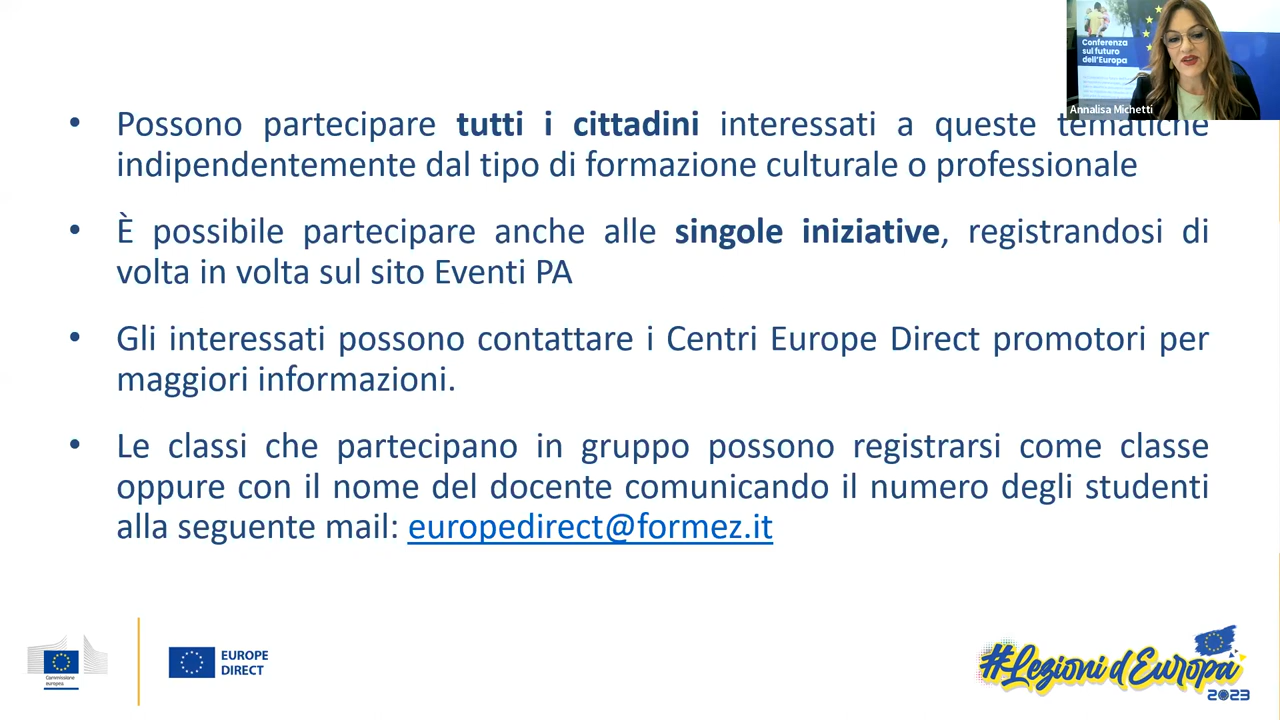 Conferenza
sul futuro
dell'Europa
Annalisa Michetti
• Possono partecipare tutti i cittadini interessati a queste tematiche
indipendentemente dal tipo di formazione culturale o professionale
• È possibile partecipare anche alle singole iniziative, registrandosi di
volta in volta sul sito Eventi PA
• Gli interessati possono contattare i Centri Europe Direct promotori per
maggiori informazioni.
• Le classi che partecipano in gruppo possono registrarsi come classe
oppure con il nome del docente comunicando il numero degli studenti
alla seguente mail: europedirect@formez.it
Commissione
europea
EUROPE
DIRECT
#Lezioni d'Europa
2023